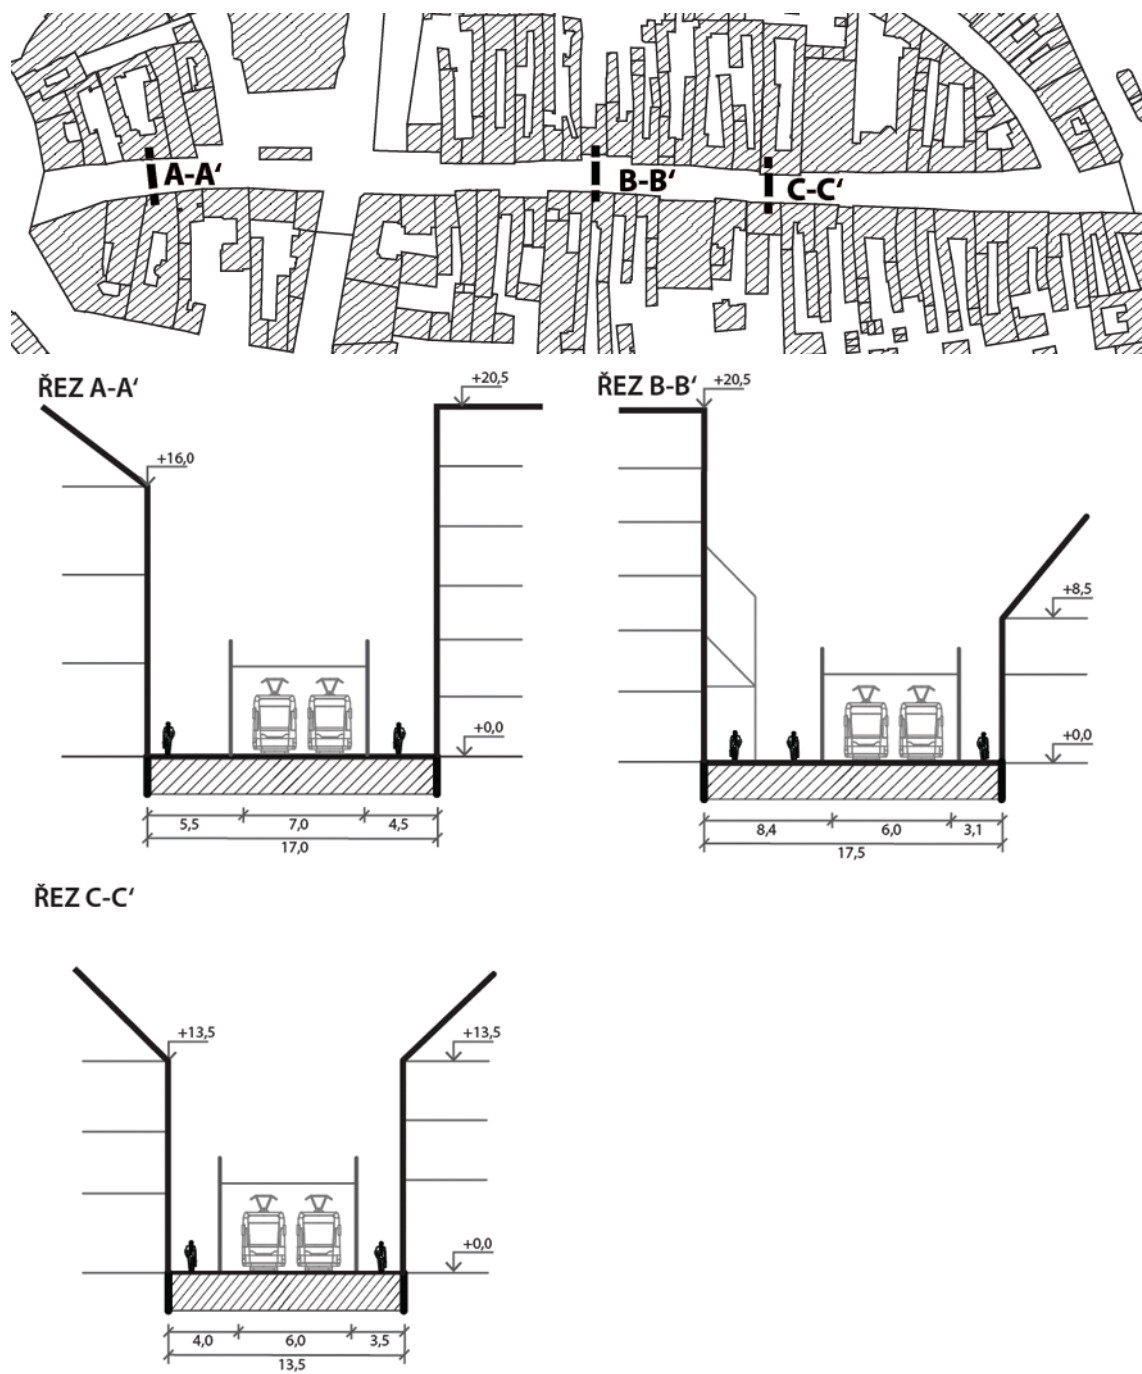 A-A‘
B-B‘
C-C‘
ŘEZ A-A‘
+20,5
+16,0
+0,0
5,5 7,0 4,5
17,0
ŘEZ B-B‘
+20,5
+8,5
+0,0
8,4 6,0 3,1
17,5
ŘEZ C-C‘
+13,5 +13,5
+0,0
4,0 6,0 3,5
13,5